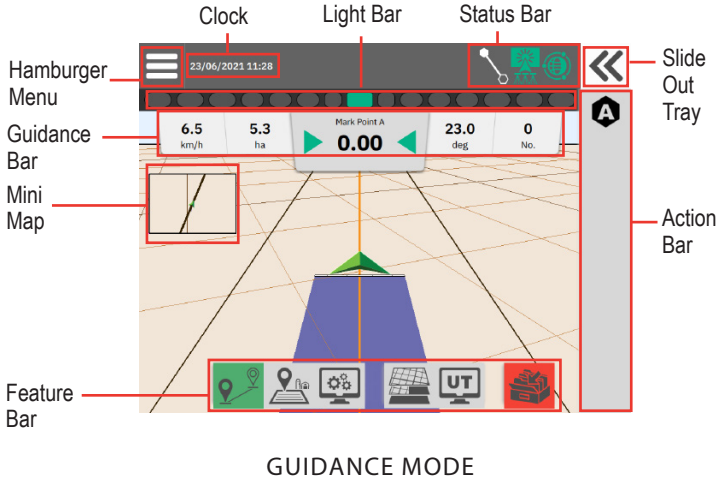 Clock
Light Bar
Status Bar
Hamburger
Menu
23/06/2021 11:28
Slide
Out
Tray
Guidance
Bar
6.5
km/h
5.3
ha
Mark Point A
0.00
23.0
deg
0
No.
A
Mini
Map
Action
Bar
Feature
Bar
UT
GUIDANCE MODE